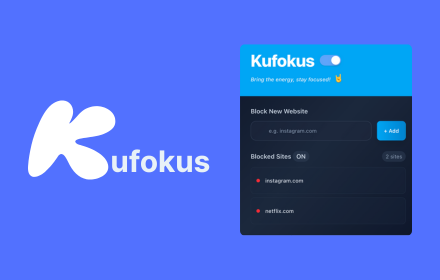 Kufokus
Kufokus
Bring the energy, stay focused! 🤘
Block New Website
e.g. instagram.com
+ Add
Blocked Sites ON
2 sites
instagram.com
netflix.com